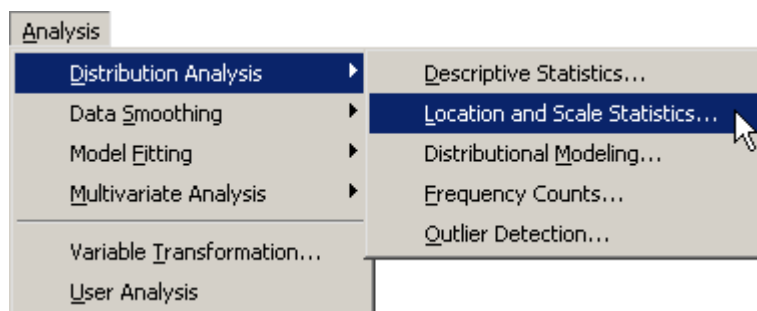 Analysis
Distribution Analysis
Data Smoothing
Model Fitting
Multivariate Analysis
Variable Transformation...
User Analysis
Descriptive Statistics...
Location and Scale Statistics...
Distributional Modeling...
Frequency Counts...
Outlier Detection...